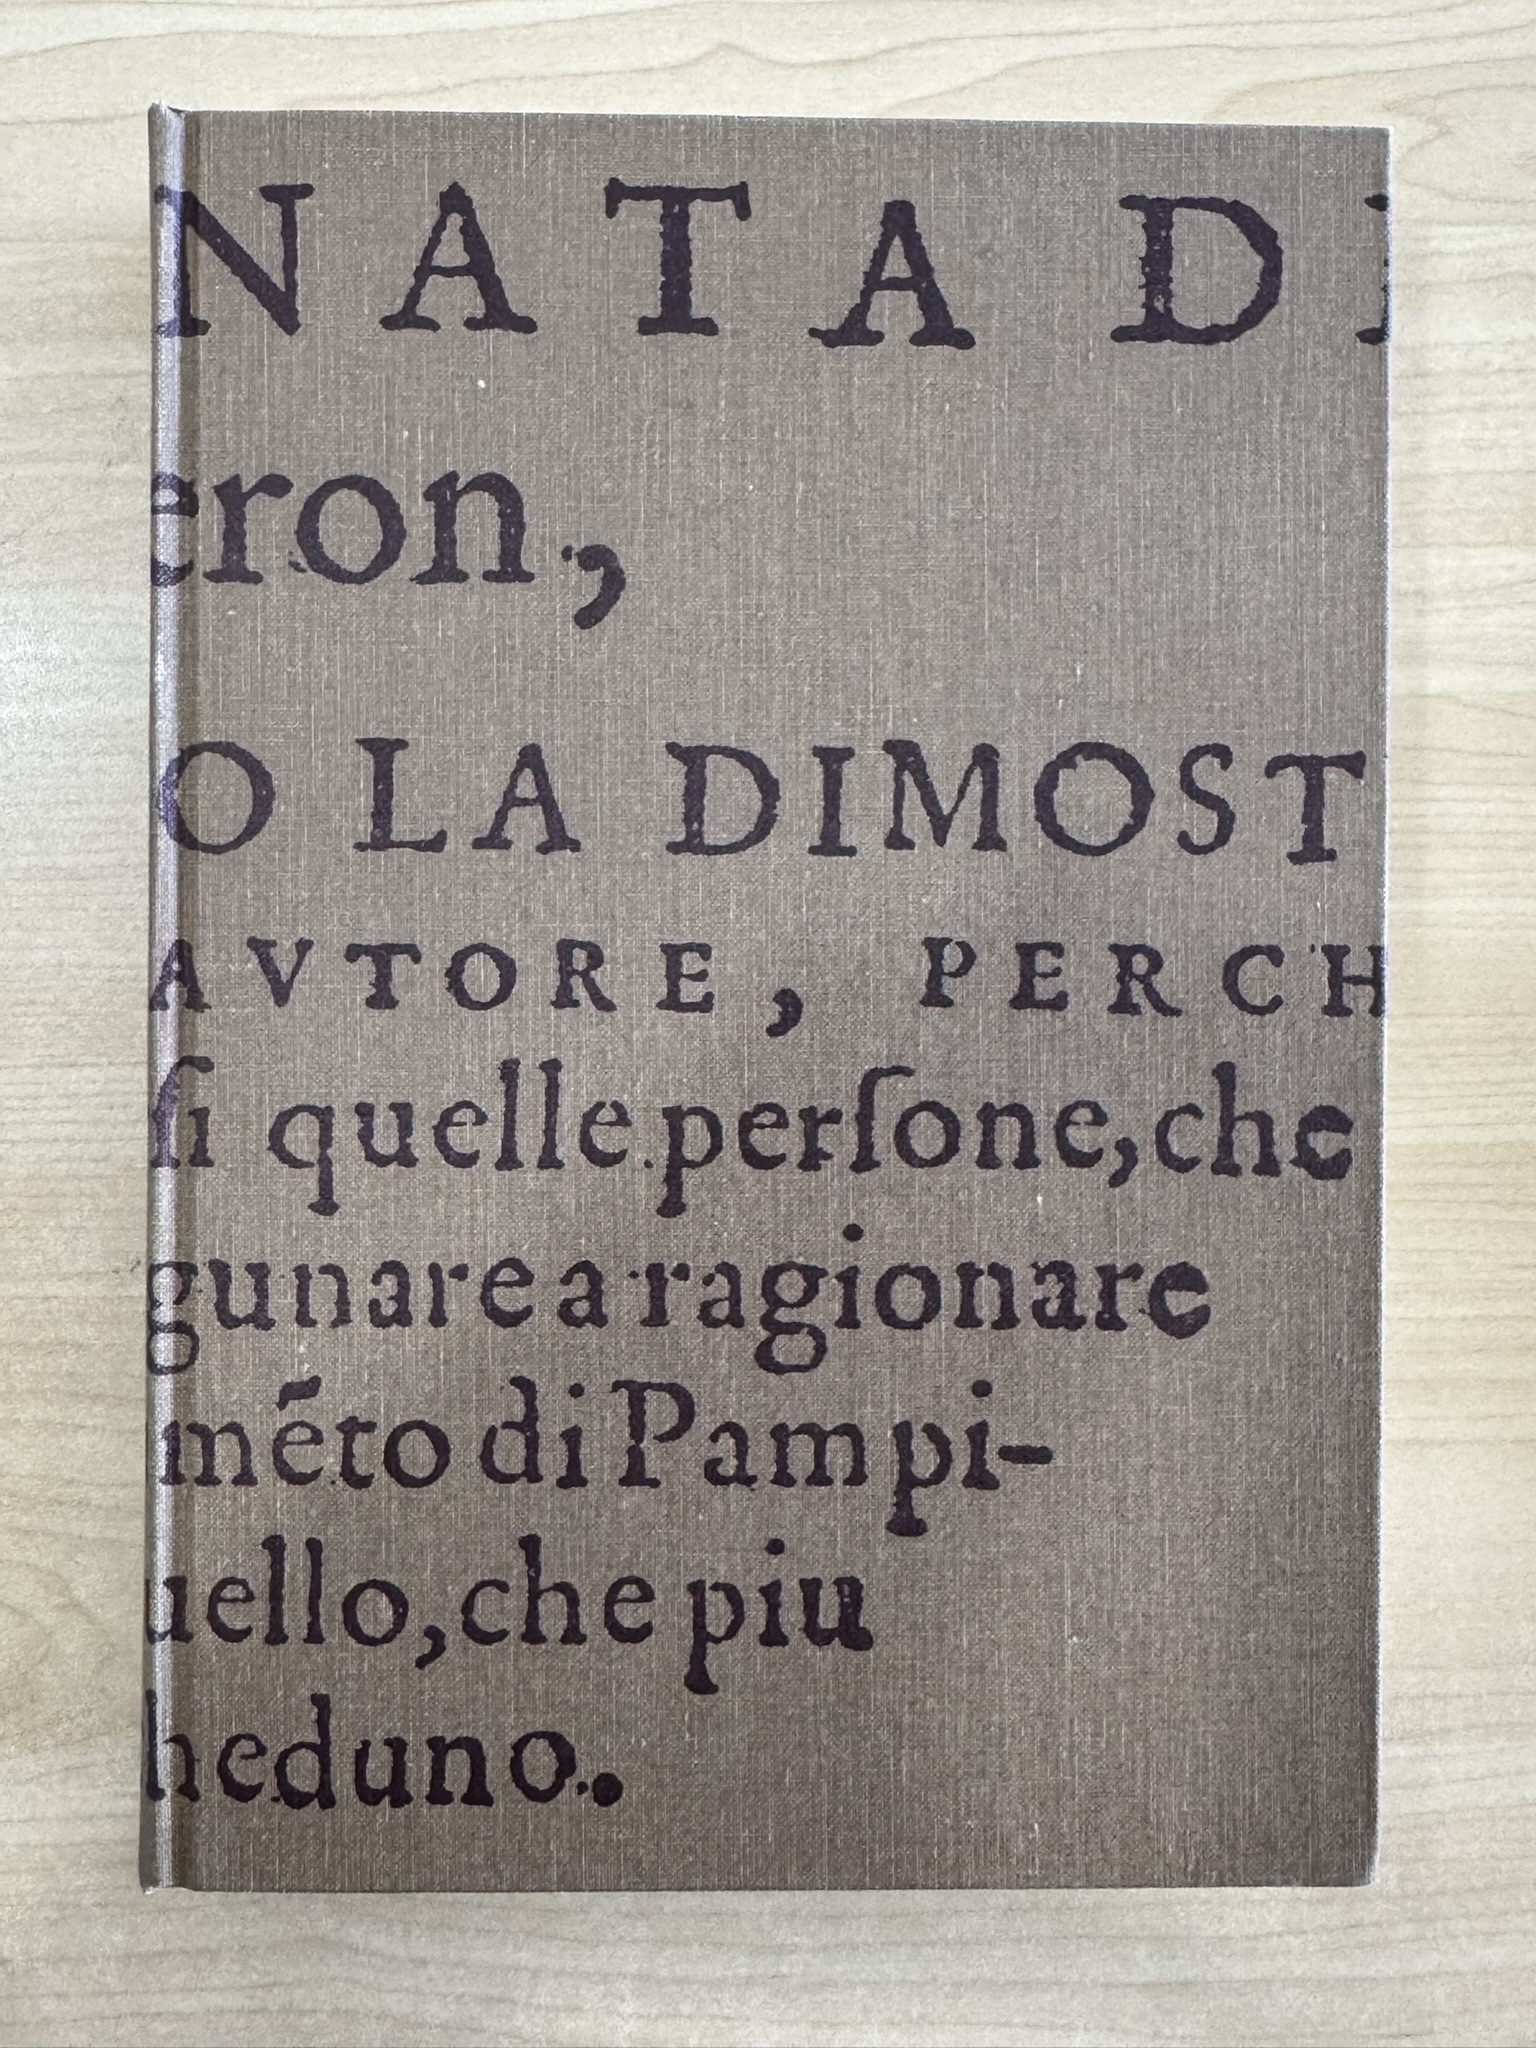 NATA D
eron,
O LA DIMOST
AVTORE, PERCH
ſi quelle perſone, che
gunare a ragionare
méto di Pampi-
uello, che piu
heduno.